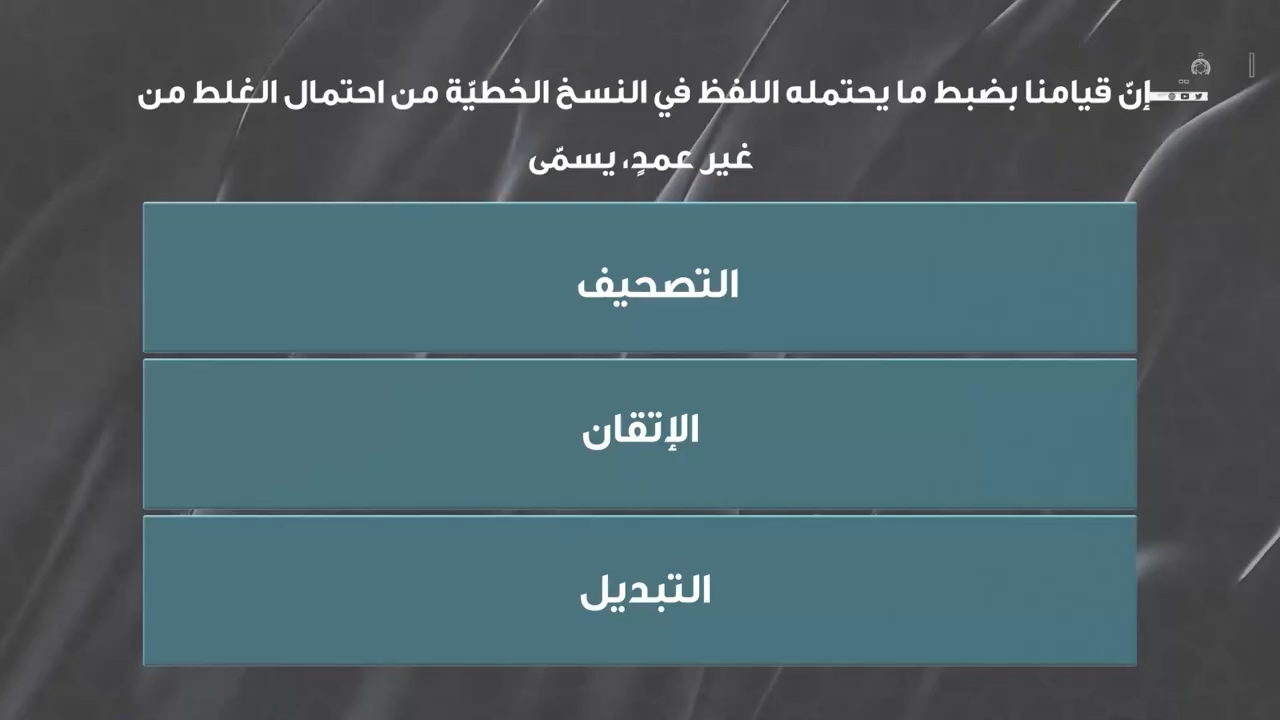 إنّ قيامنا بضبط ما يحتمله اللفظ في النسخ الخطيّة من احتمال الغلط من
غير عمدٍ، يسمّى
التصحيف
الإتقان
التبديل